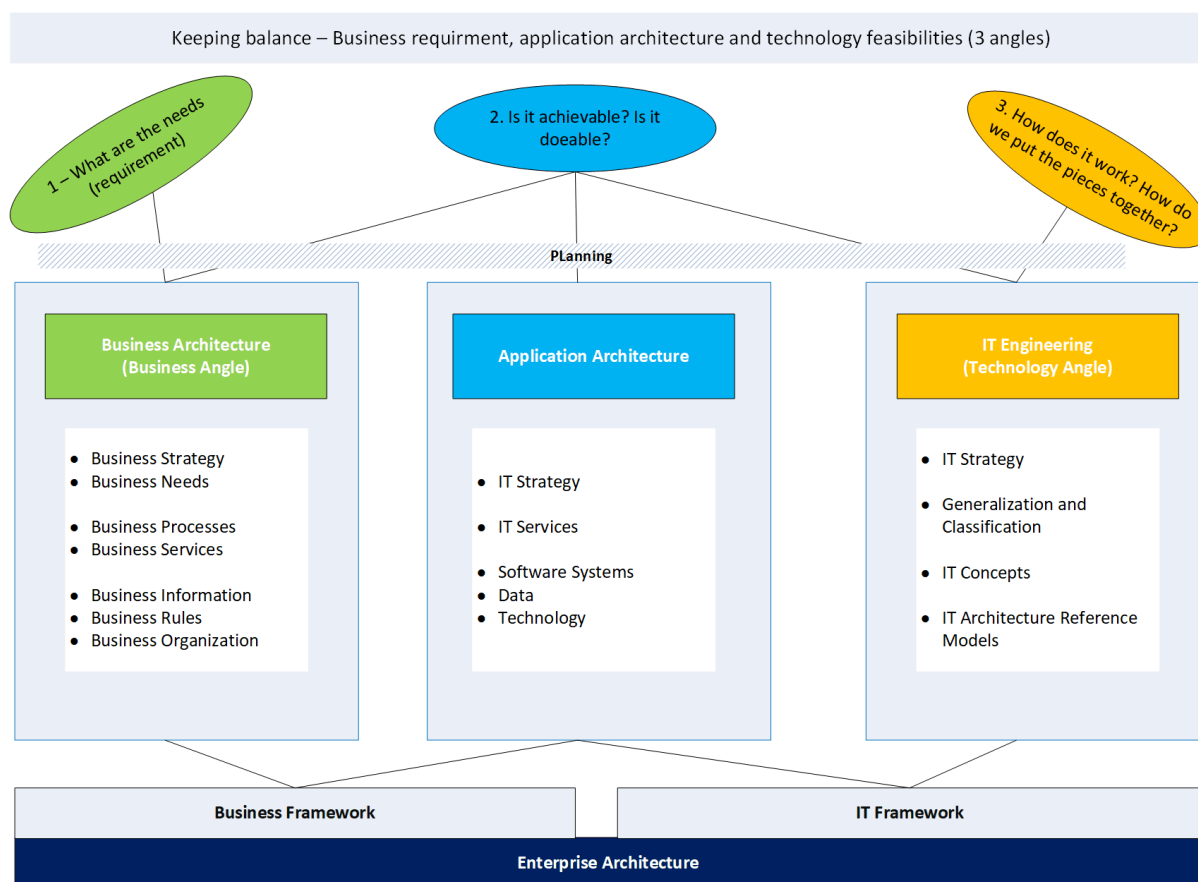 Keeping balance – Business requirment, application architecture and technology feasibilities (3 angles)
1 – What are the needs
(requirement)
2. Is it achievable? Is it
doeable?
3. How does it work? How do
we put the pieces together?
PLanning
Business Architecture
(Business Angle)
● Business Strategy
● Business Needs
● Business Processes
● Business Services
● Business Information
● Business Rules
● Business Organization
Application Architecture
● IT Strategy
● IT Services
● Software Systems
● Data
● Technology
IT Engineering
(Technology Angle)
● IT Strategy
● Generalization and
Classification
● IT Concepts
● IT Architecture Reference
Models
Business Framework
IT Framework
Enterprise Architecture